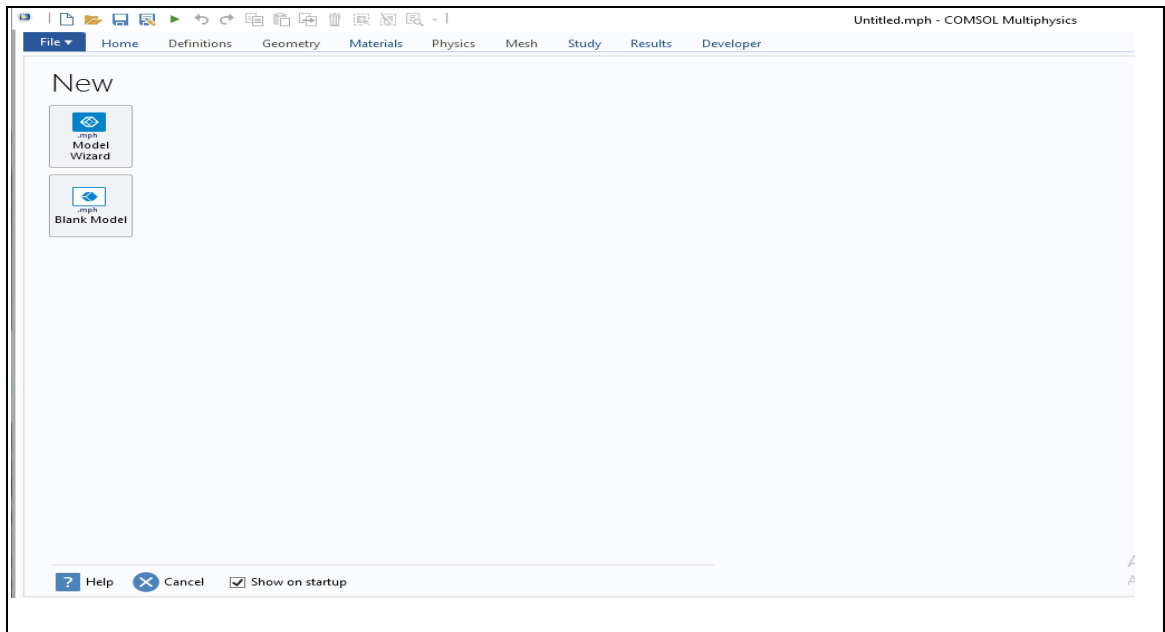 Untitled.mph - COMSOL Multiphysics
File Home Definitions Geometry Materials Physics Mesh Study Results Developer
New
.mph
Model
Wizard
.mph
Blank Model
? Help Cancel Show on startup
A
A